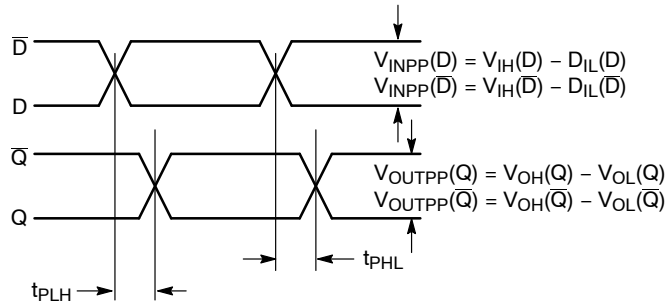 D̅
V_INPP(D) = V_IH(D) − D_IL(D)
V_INPP(D̅) = V_IH(D̅) − D_IL(D̅)
D
Q̅
V_OUTPP(Q) = V_OH(Q) − V_OL(Q)
V_OUTPP(Q̅) = V_OH(Q̅) − V_OL(Q̅)
Q
t_PHL
t_PLH